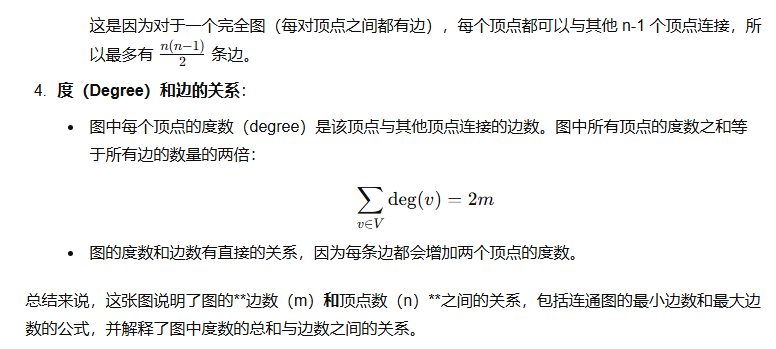 这是因为对于一个完全图（每对顶点之间都有边），每个顶点都可以与其他 n-1 个顶点连接，所
以最多有 n(n−1)/2 条边。
4. 度（Degree）和边的关系：
• 图中每个顶点的度数（degree）是该顶点与其他顶点连接的边数。图中所有顶点的度数之和等
于所有边的数量的两倍：
∑_{v∈V} deg(v) = 2m
• 图的度数和边数有直接的关系，因为每条边都会增加两个顶点的度数。
总结来说，这张图说明了图的**边数（m）和顶点数（n）**之间的关系，包括连通图的最小边数和最大边
数的公式，并解释了图中度数的总和与边数之间的关系。